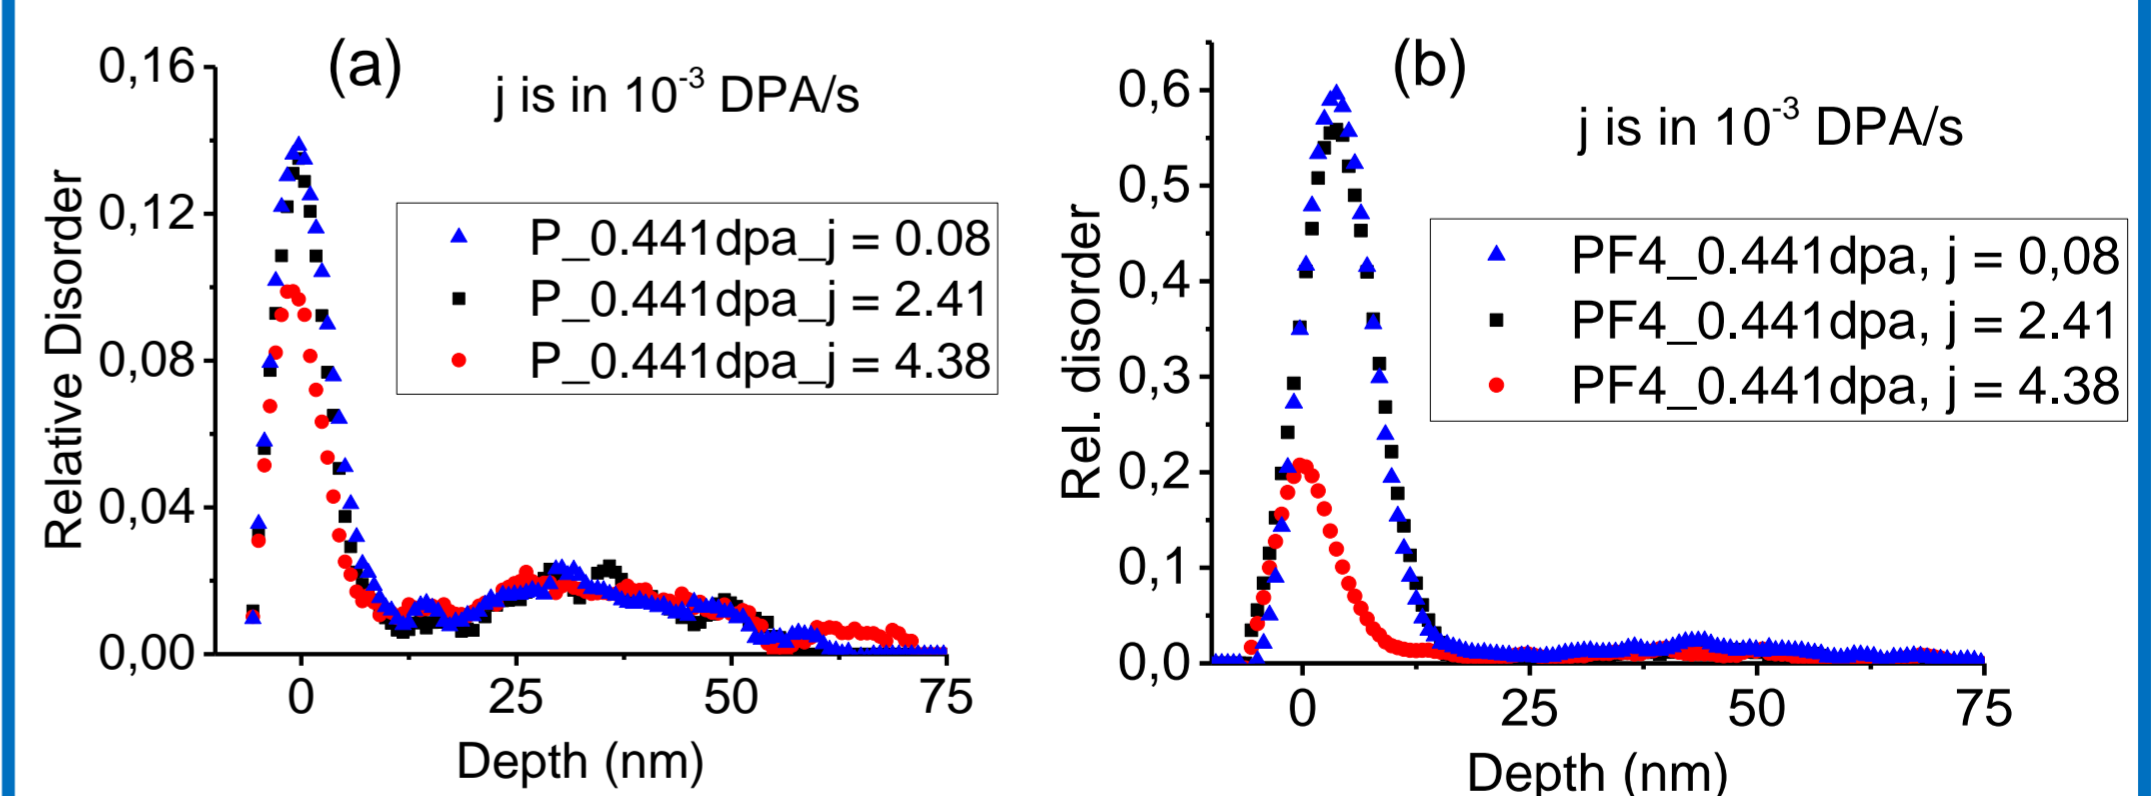 (a)
j is in 10-3 DPA/s
0,16
0,12
0,08
0,04
0,00
Relative Disorder
P_0.441dpa_j = 0.08
P_0.441dpa_j = 2.41
P_0.441dpa_j = 4.38
0 25 50 75
Depth (nm)
(b)
j is in 10-3 DPA/s
0,6
0,5
0,4
0,3
0,2
0,1
0,0
Rel. disorder
PF4_0.441dpa, j = 0,08
PF4_0.441dpa, j = 2.41
PF4_0.441dpa, j = 4.38
0 25 50 75
Depth (nm)